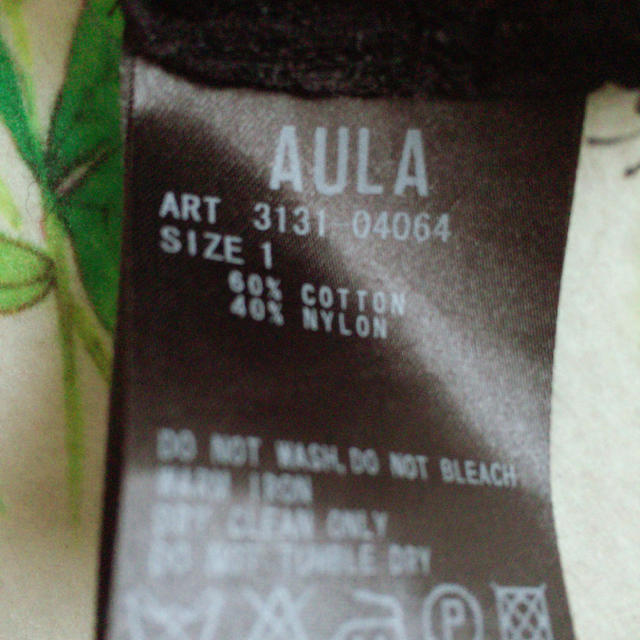 AULA
ART 3131-04064
SIZE 1
60% COTTON
40% NYLON
DO NOT WASH, DO NOT BLEACH
WARM IRON
DRY CLEAN ONLY
DO NOT TUMBLE DRY
P